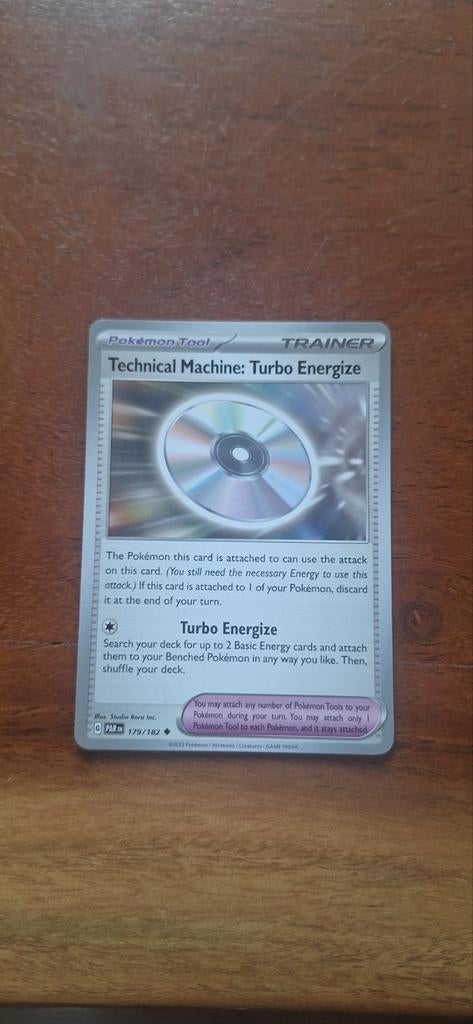 Pokémon Tool TRAINER
Technical Machine: Turbo Energize
The Pokémon this card is attached to can use the attack
on this card. (You still need the necessary Energy to use this
attack.) If this card is attached to 1 of your Pokémon, discard
it at the end of your turn.
Turbo Energize
Search your deck for up to 2 Basic Energy cards and attach
them to your Benched Pokémon in any way you like. Then,
shuffle your deck.
You may attach any number of Pokémon Tools to your
Pokémon during your turn. You may attach only 1
Pokémon Tool to each Pokémon, and it stays attached.
Illus. Studio Bora Inc.
G PAR EN 179/182
©2023 Pokémon / Nintendo / Creatures / GAME FREAK